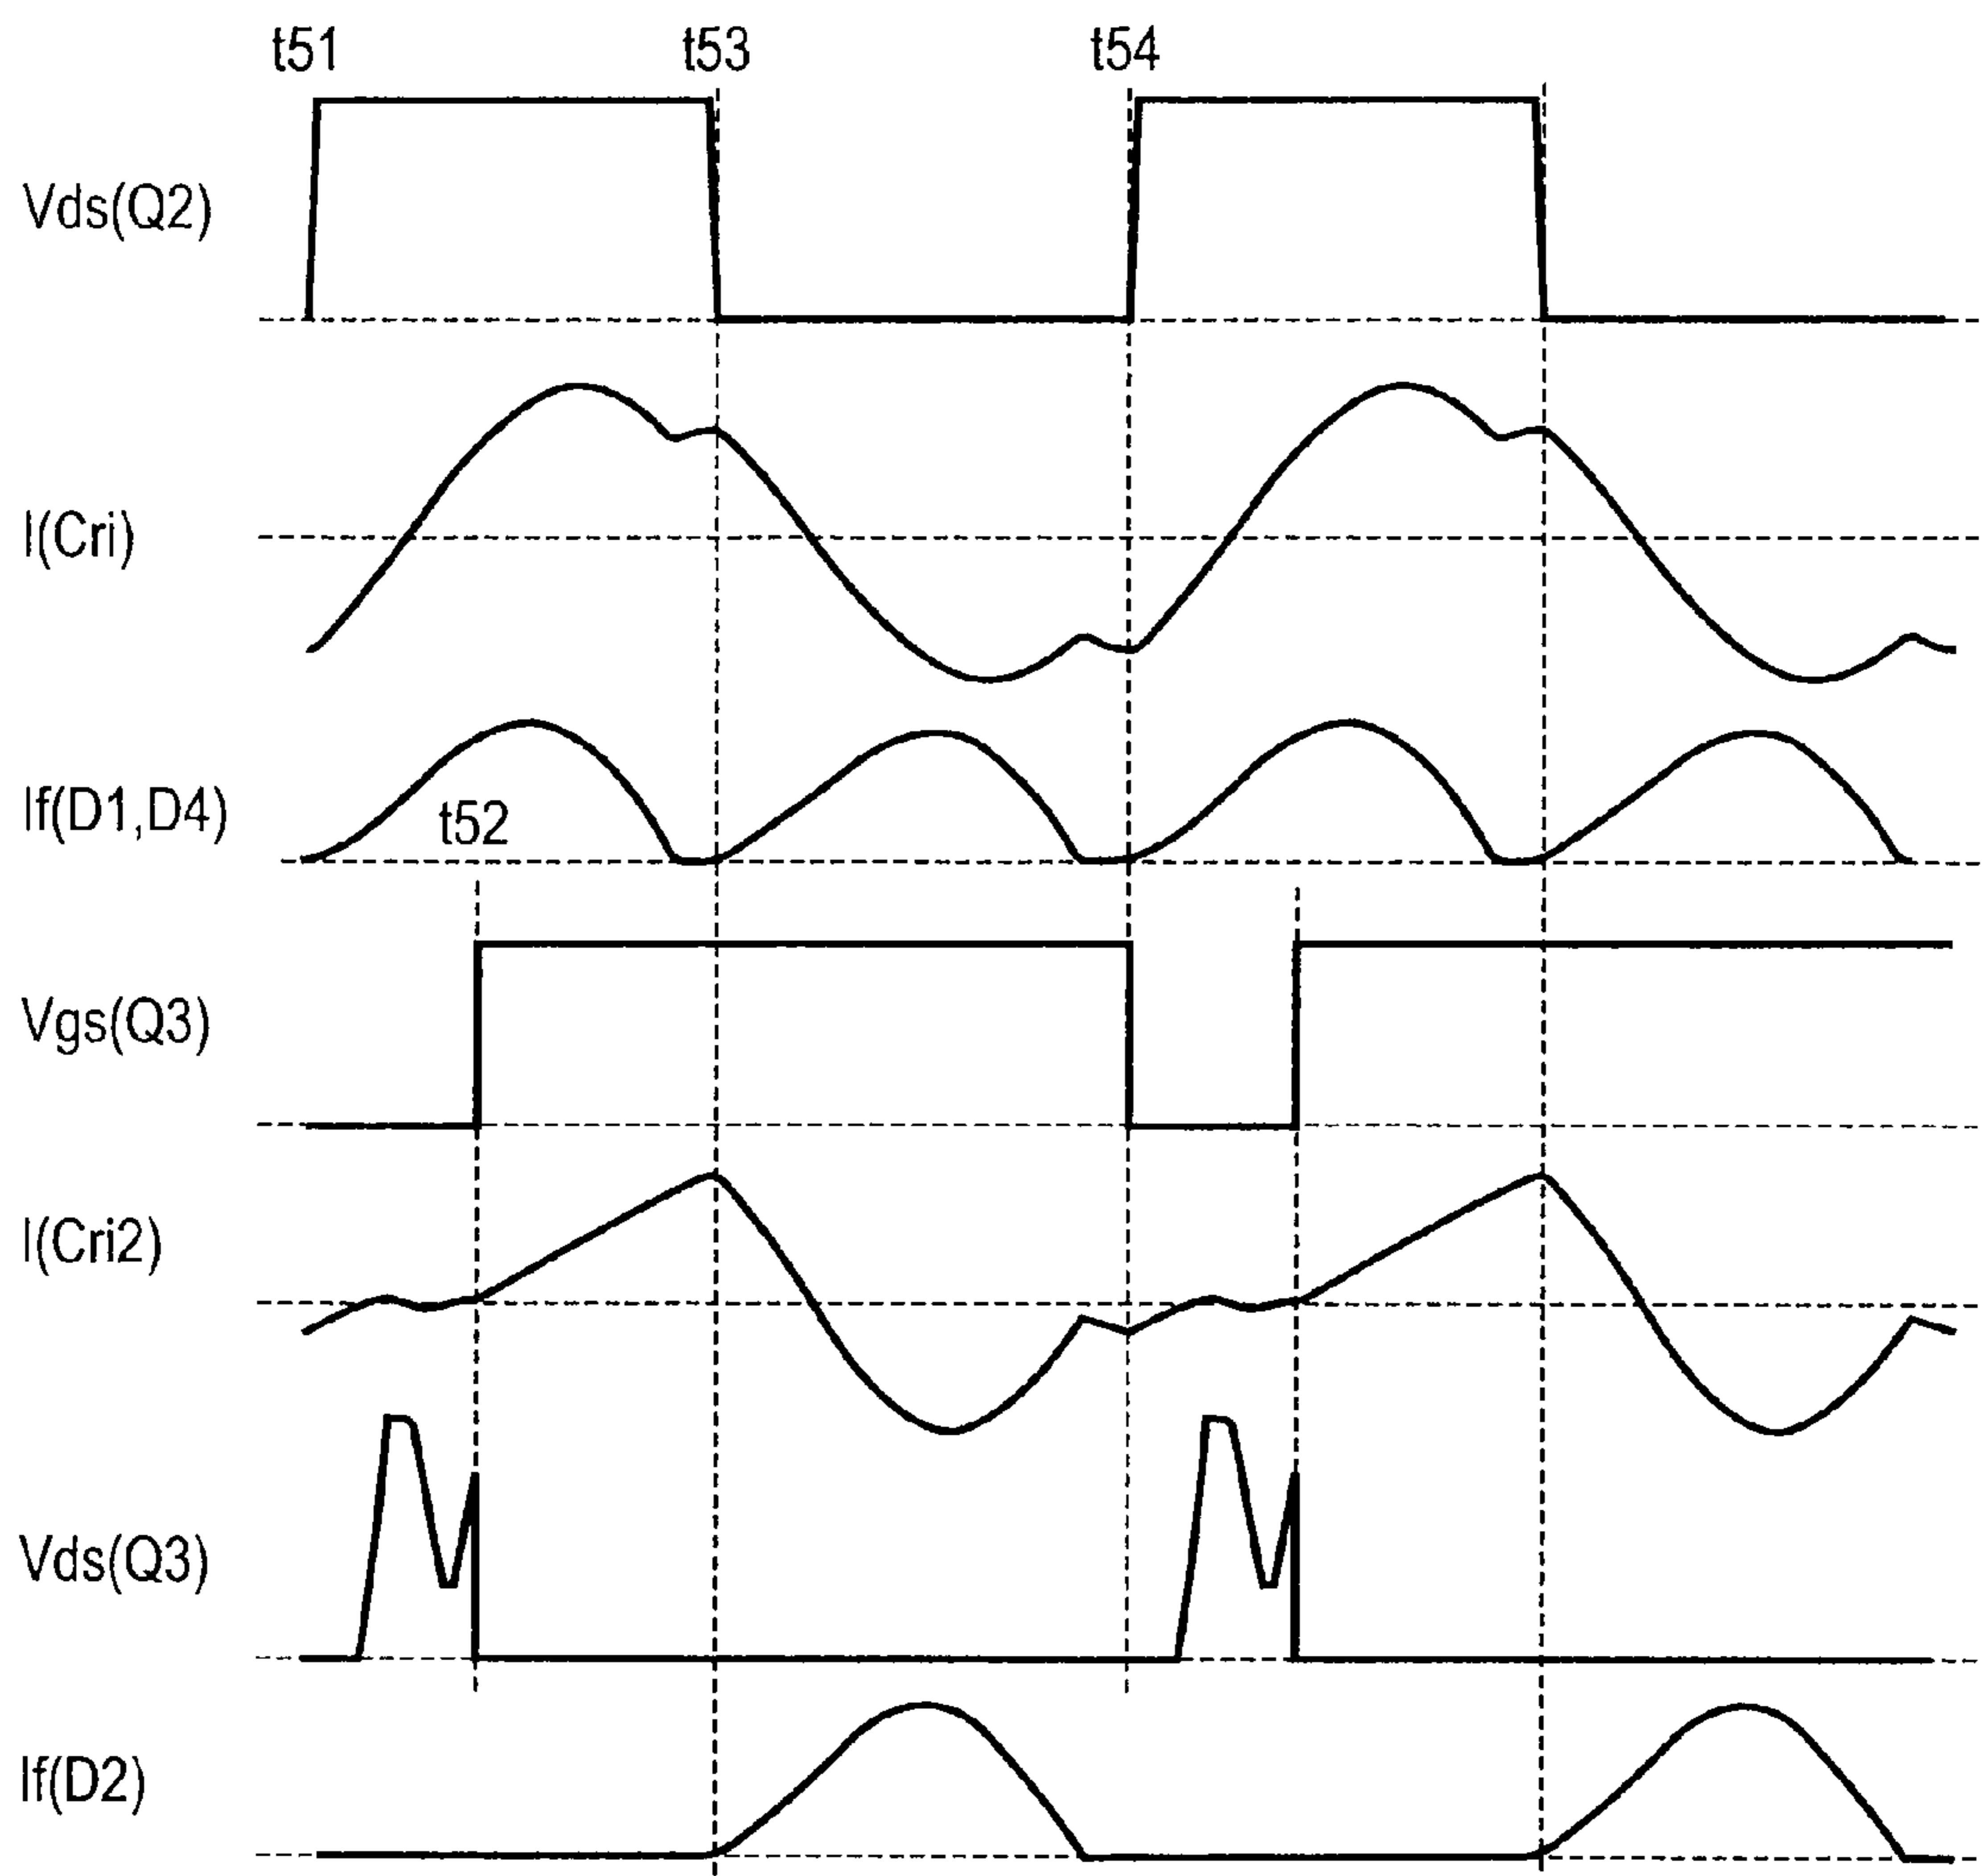 t51 t53 t54
Vds(Q2)
I(Cri)
If(D1,D4)
t52
Vgs(Q3)
I(Cri2)
Vds(Q3)
If(D2)